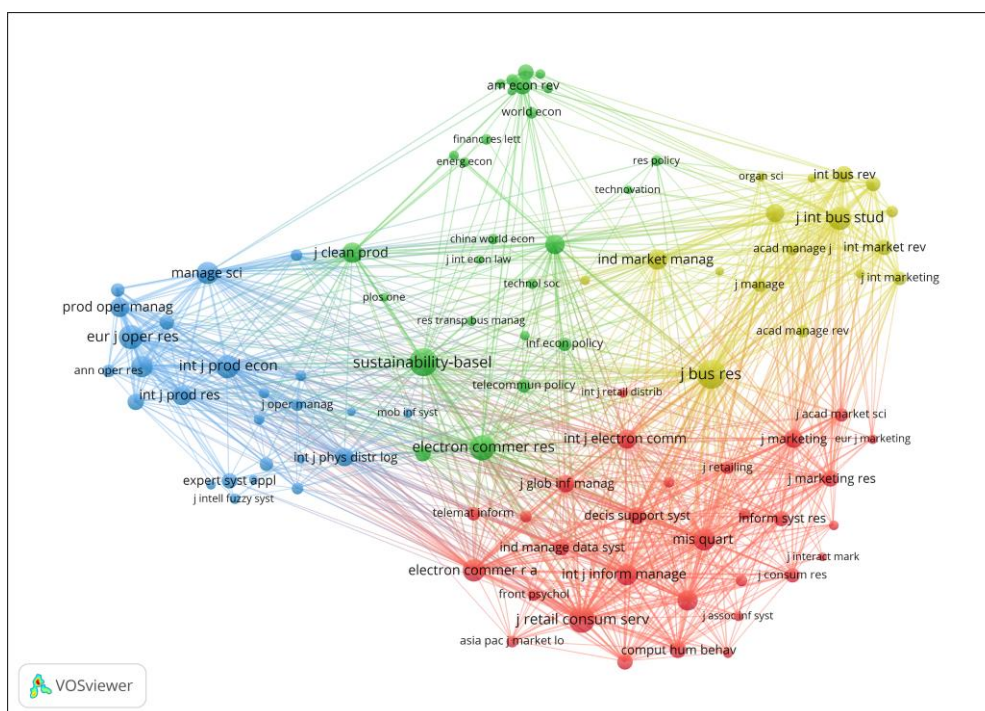 am econ rev
world econ
financ res lett
energ econ
res policy
organ sci
int bus rev
technovation
j int bus stud
china world econ
j clean prod
j int econ law
ind market manag
acad manage j
int market rev
manage sci
technol soc
j manage
j int marketing
plos one
prod oper manag
res transp bus manag
acad manage rev
eur j oper res
inf econ policy
sustainability-basel
int j prod econ
ann oper res
j bus res
telecommun policy
int j retail distrib
int j prod res
j oper manag
mob inf syst
j acad market sci
electron commer res
int j electron comm
j marketing
eur j marketing
int j phys distr log
j retailing
expert syst appl
j glob inf manag
j marketing res
j intell fuzzy syst
telemat inform
decis support syst
inform syst res
mis quart
ind manage data syst
j interact mark
electron commer r a
int j inform manage
j consum res
front psychol
j retail consum serv
j assoc inf syst
asia pac j market lo
comput hum behav
VOSviewer